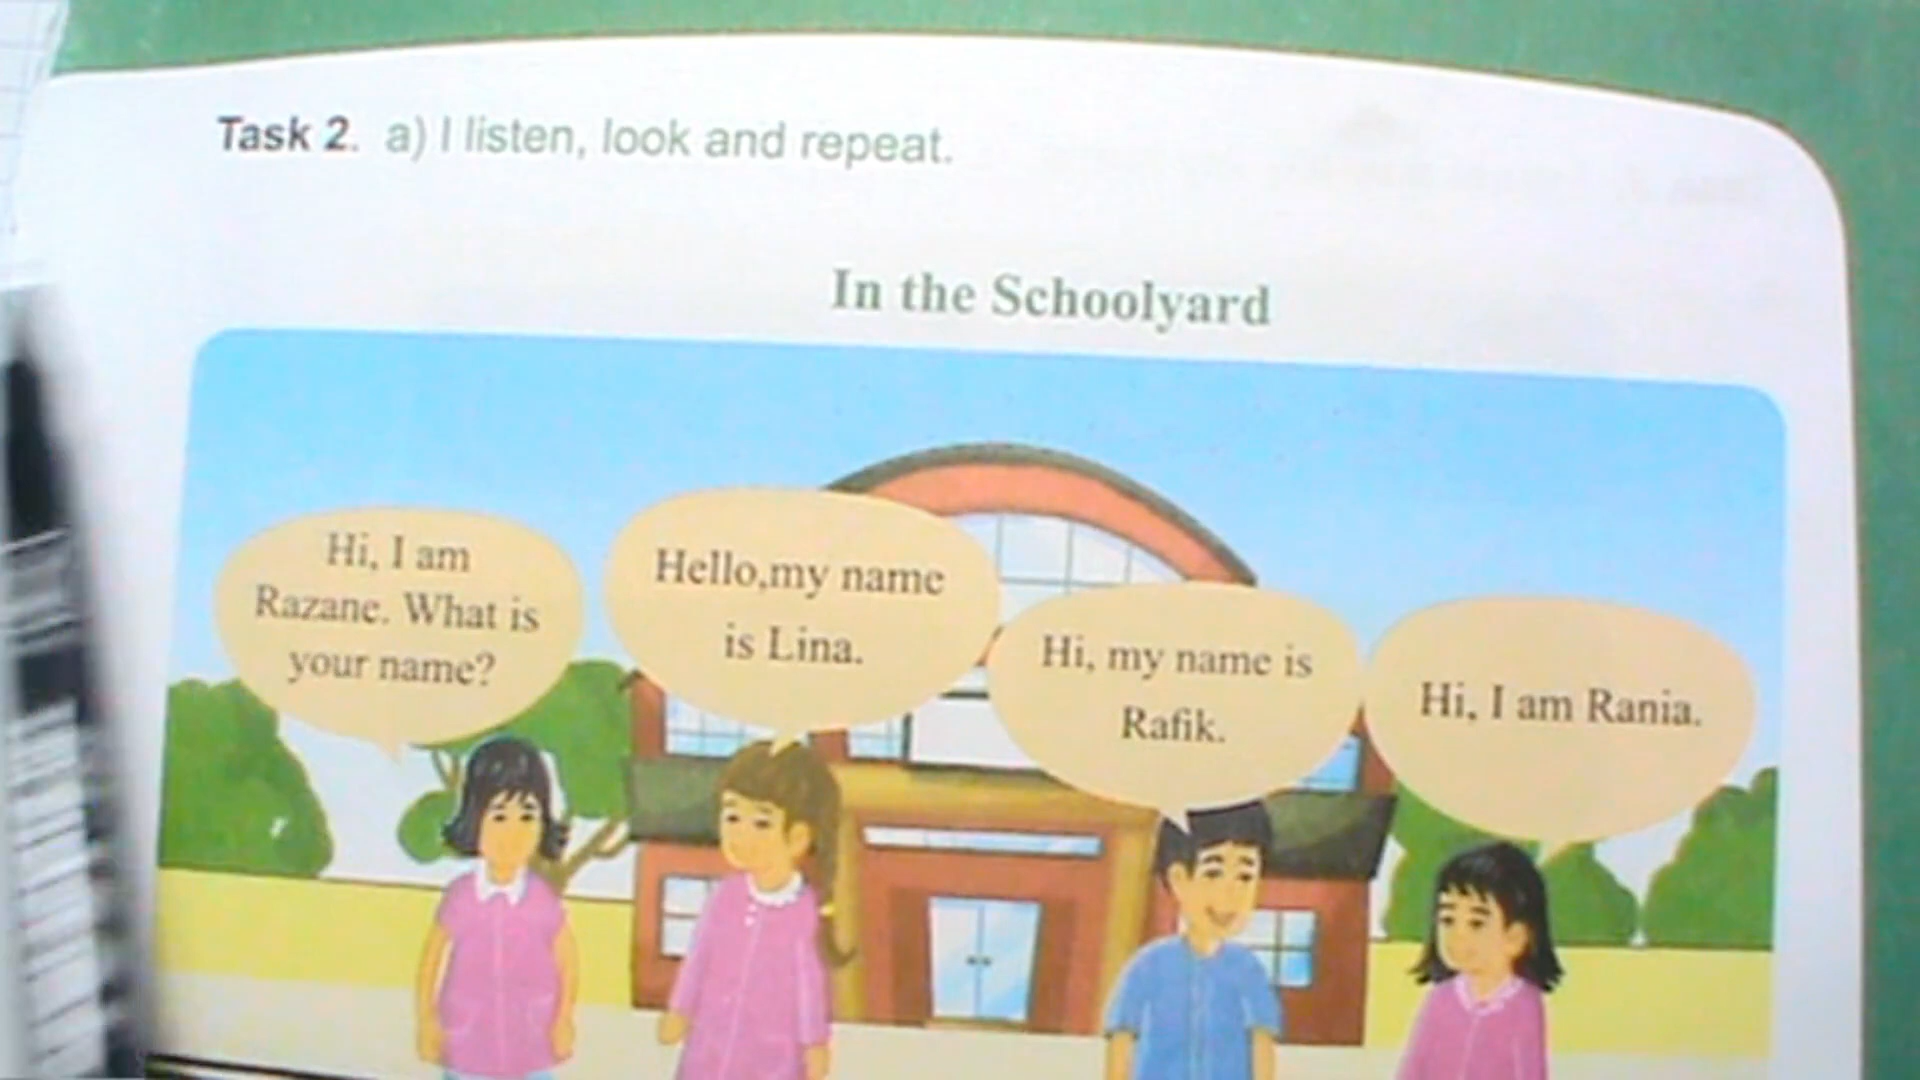 Task 2. a) I listen, look and repeat.
In the Schoolyard
Hi, I am
Razane. What is
your name?
Hello,my name
is Lina.
Hi, my name is
Rafik.
Hi, I am Rania.